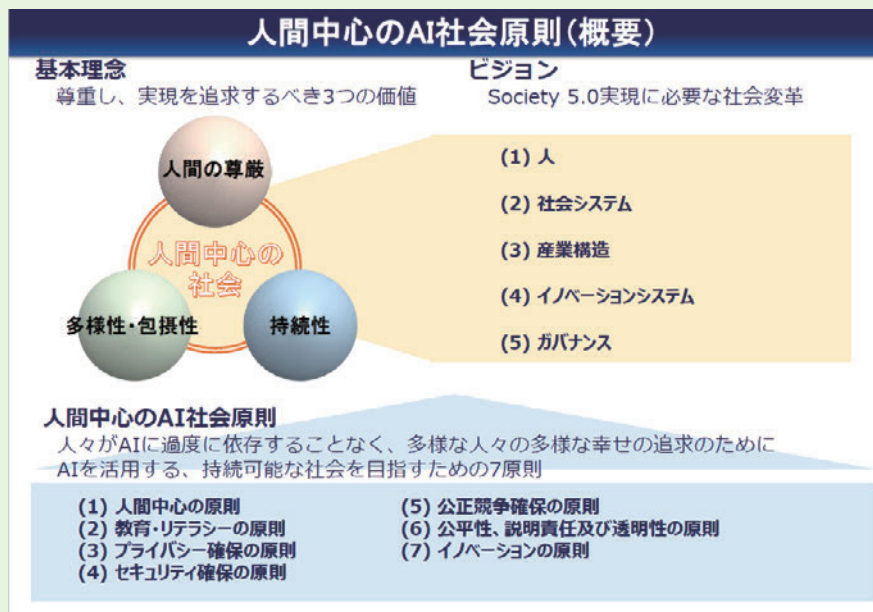 人間中心のAI社会原則(概要)
基本理念
尊重し、実現を追求するべき3つの価値
人間の尊厳
人間中心の
社会
多様性・包摂性
持続性
ビジョン
Society 5.0実現に必要な社会変革
(1) 人
(2) 社会システム
(3) 産業構造
(4) イノベーションシステム
(5) ガバナンス
人間中心のAI社会原則
人々がAIに過度に依存することなく、多様な人々の多様な幸せの追求のために
AIを活用する、持続可能な社会を目指すための7原則
(1) 人間中心の原則
(2) 教育・リテラシーの原則
(3) プライバシー確保の原則
(4) セキュリティ確保の原則
(5) 公正競争確保の原則
(6) 公平性、説明責任及び透明性の原則
(7) イノベーションの原則